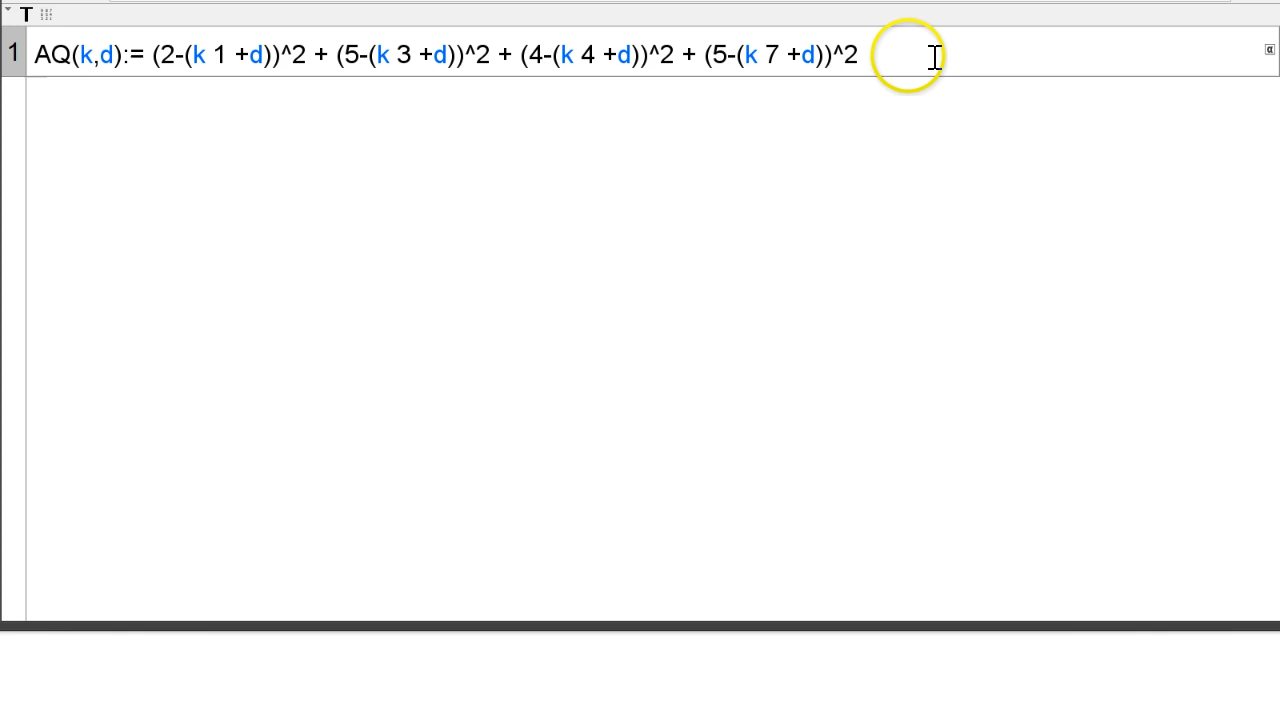 T
1 AQ(k,d):= (2-(k 1 +d))^2 + (5-(k 3 +d))^2 + (4-(k 4 +d))^2 + (5-(k 7 +d))^2
α